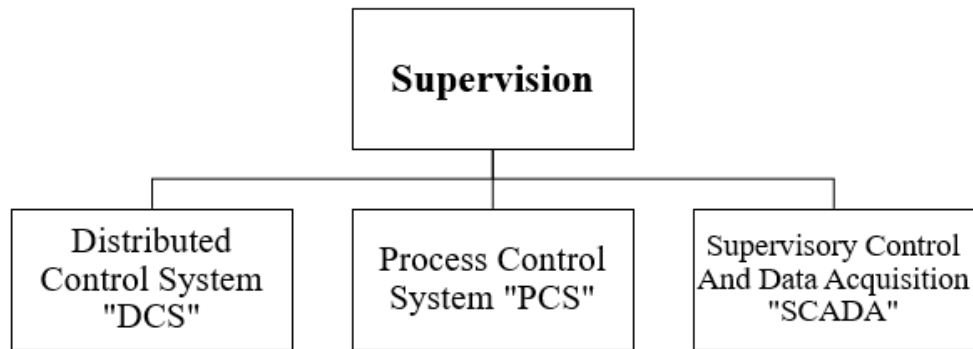 Supervision
Distributed
Control System
"DCS"
Process Control
System "PCS"
Supervisory Control
And Data Acquisition
"SCADA"